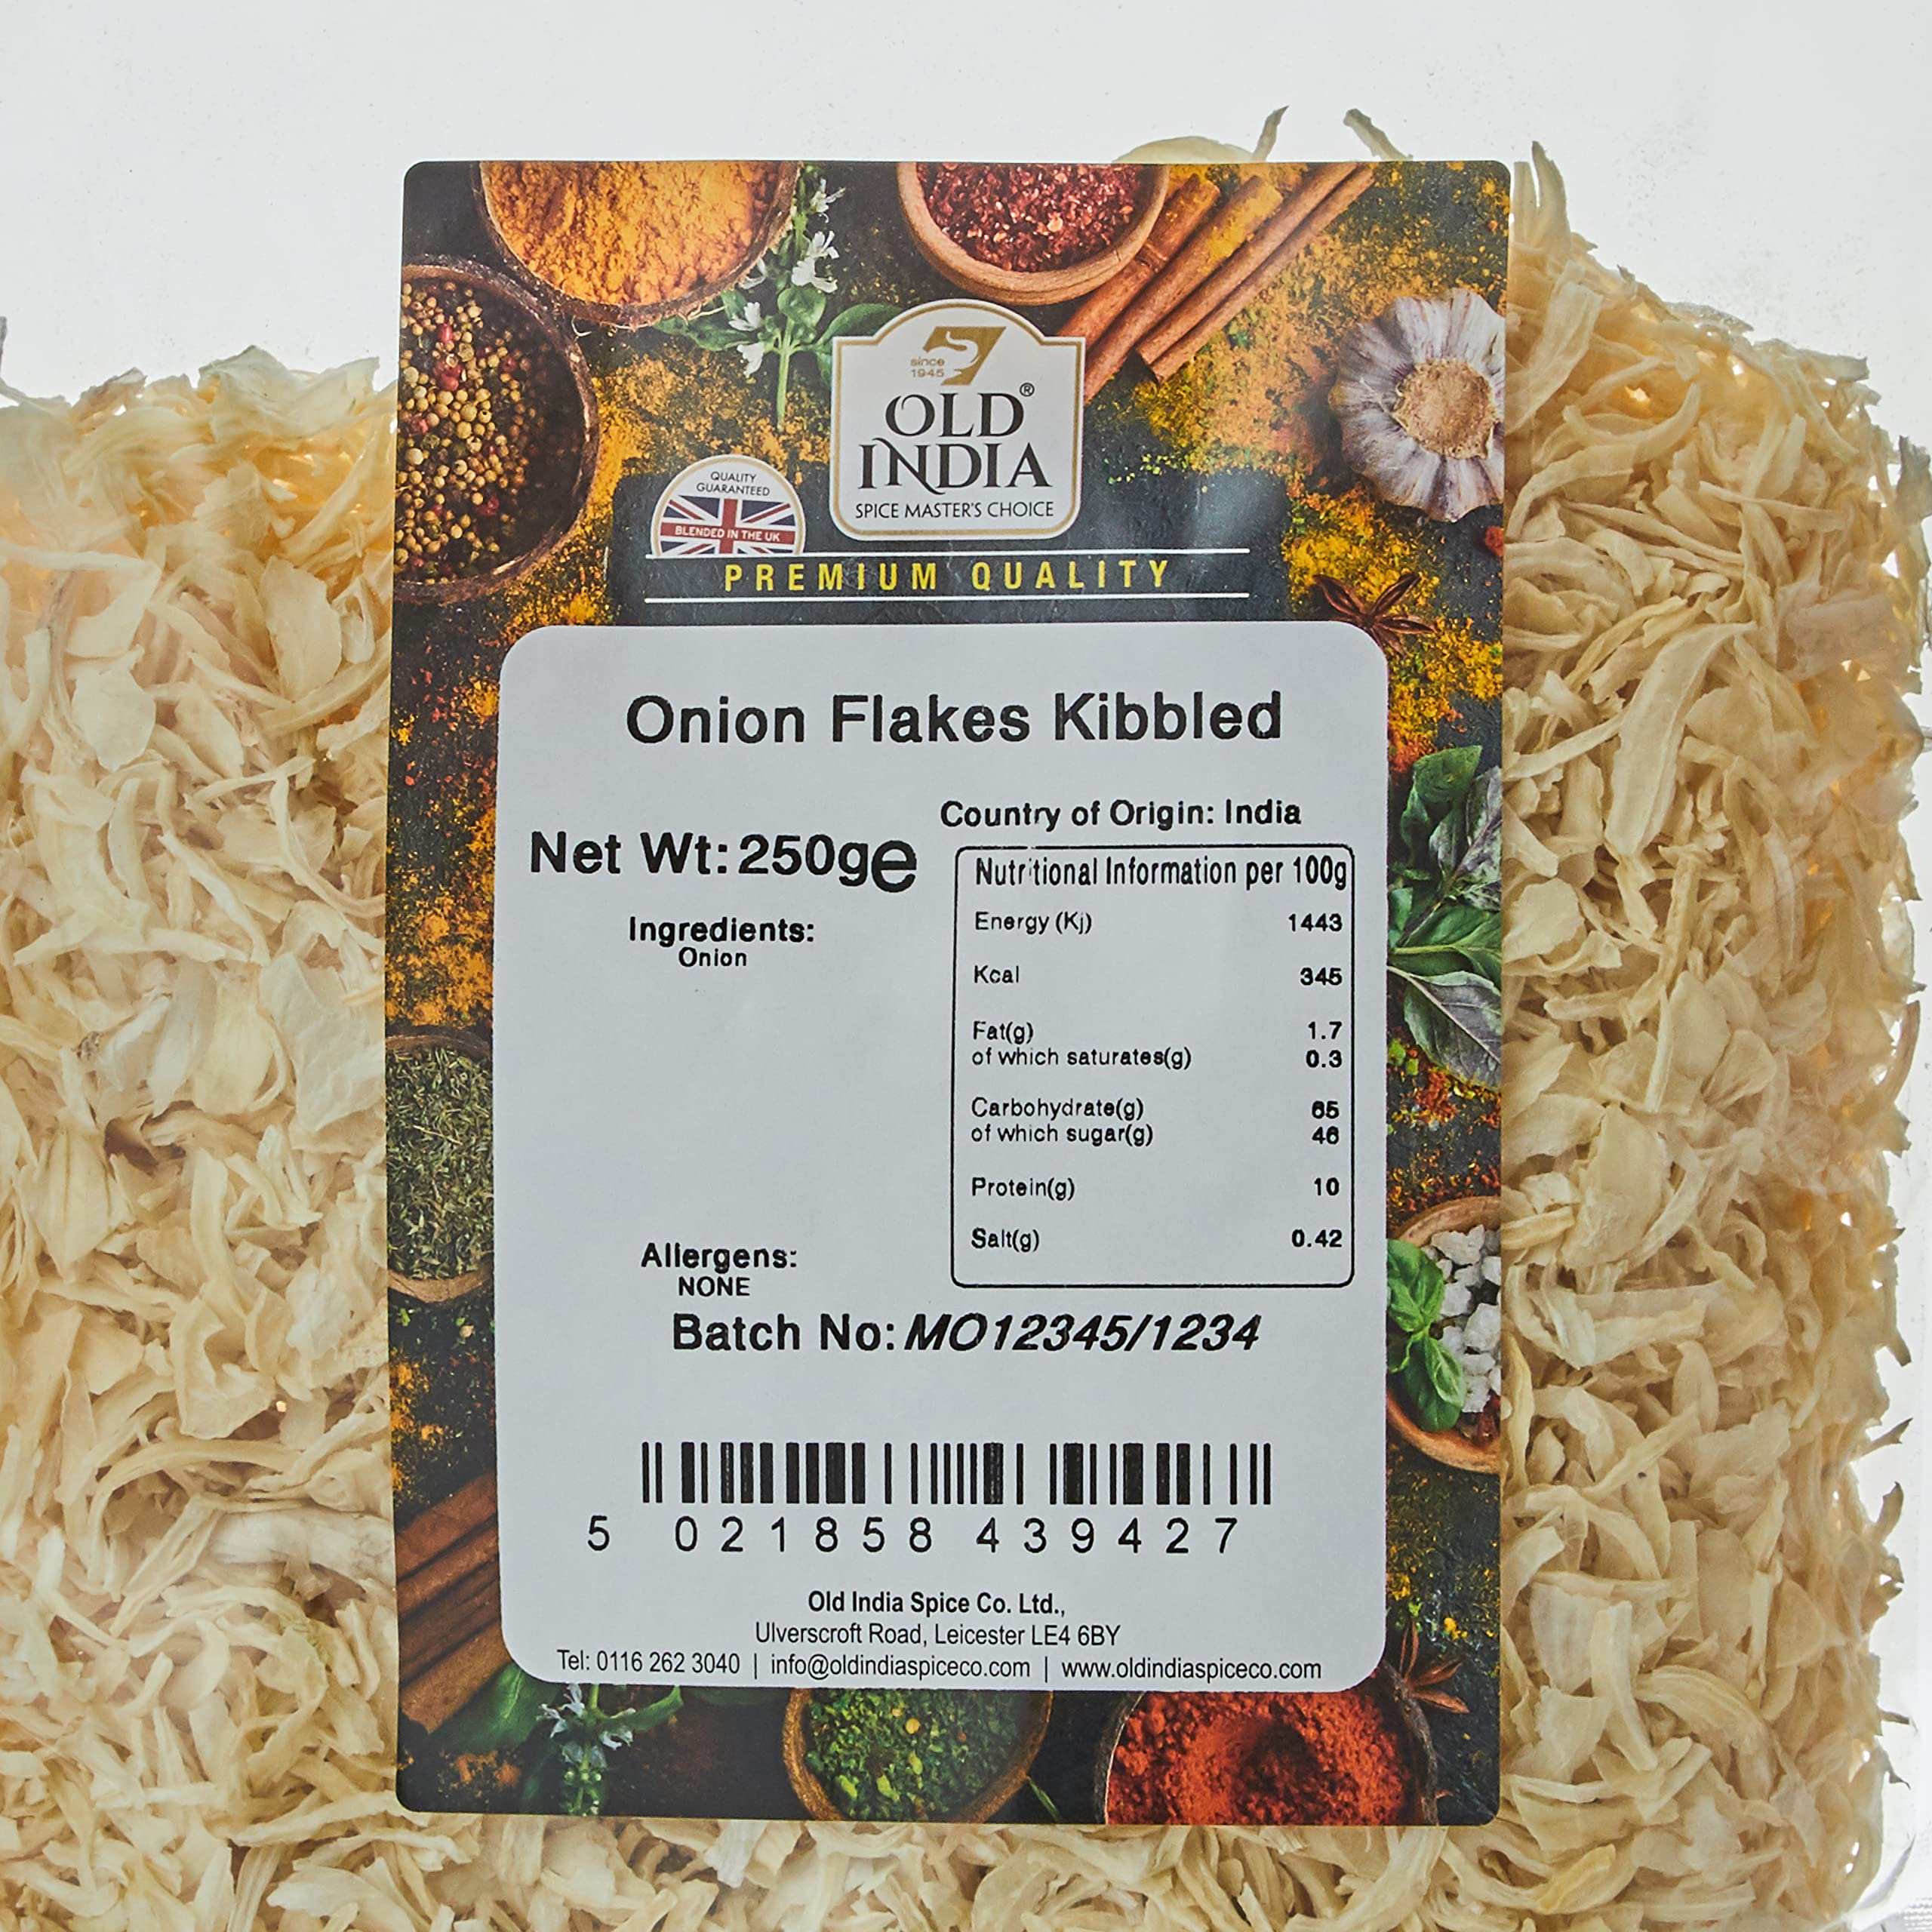 since
1945
OLD®
INDIA
SPICE MASTER'S CHOICE
QUALITY
GUARANTEED
BLENDED IN THE UK
PREMIUM QUALITY
Onion Flakes Kibbled
Country of Origin: India
Net Wt: 250g℮
Ingredients:
Onion
Nutritional Information per 100g
Energy (Kj) 1443
Kcal 345
Fat(g) 1.7
of which saturates(g) 0.3
Carbohydrate(g) 65
of which sugar(g) 46
Protein(g) 10
Salt(g) 0.42
Allergens:
NONE
Batch No: MO12345/1234
5 021858 439427
Old India Spice Co. Ltd.,
Ulverscroft Road, Leicester LE4 6BY
Tel: 0116 262 3040 | info@oldindiaspiceco.com | www.oldindiaspiceco.com